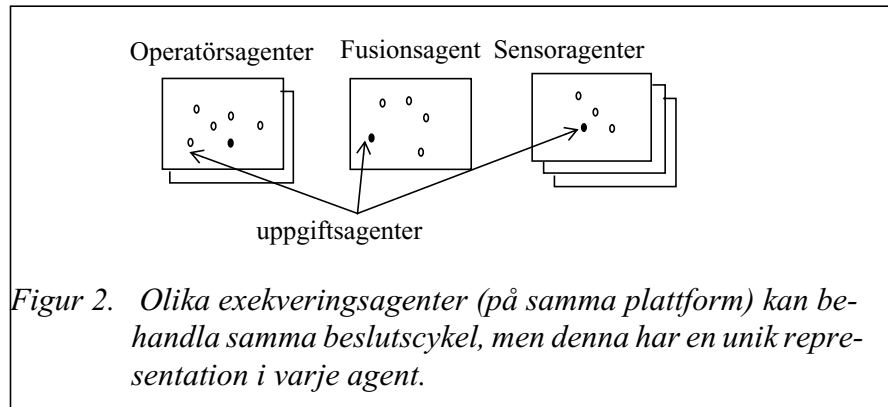 Operatörsagenter Fusionsagent Sensoragenter
uppgiftsagenter
Figur 2. Olika exekveringsagenter (på samma plattform) kan be-
handla samma beslutscykel, men denna har en unik repre-
sentation i varje agent.